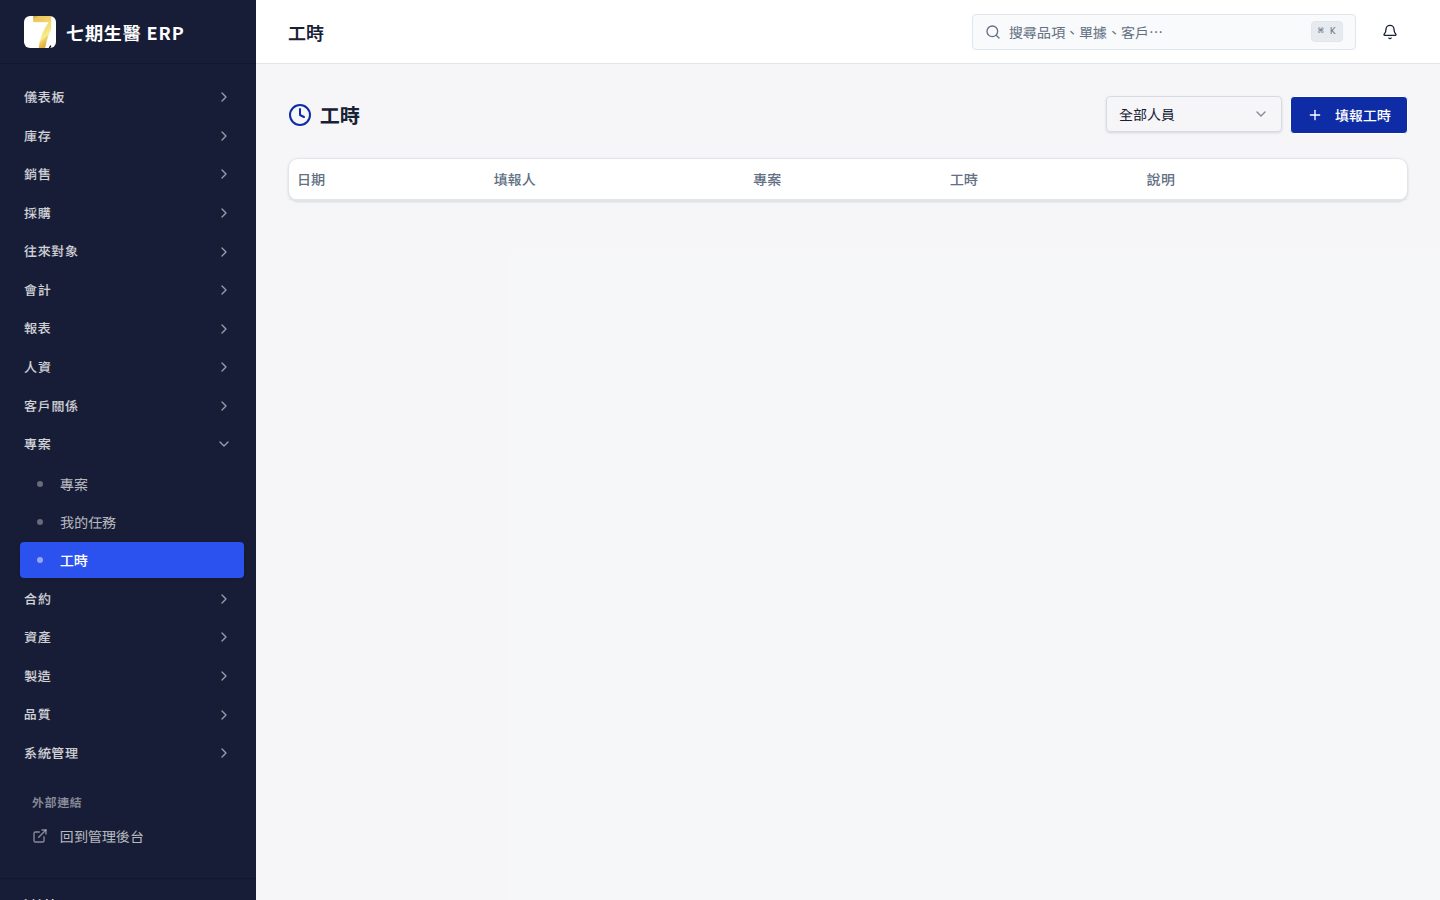 七期生醫 ERP
工時
搜尋品項、單據、客戶…
⌘ K
儀表板
庫存
銷售
採購
往來對象
會計
報表
人資
客戶關係
專案
專案
我的任務
工時
合約
資產
製造
品質
系統管理
外部連結
回到管理後台
工時
全部人員
填報工時
日期 填報人 專案 工時 說明